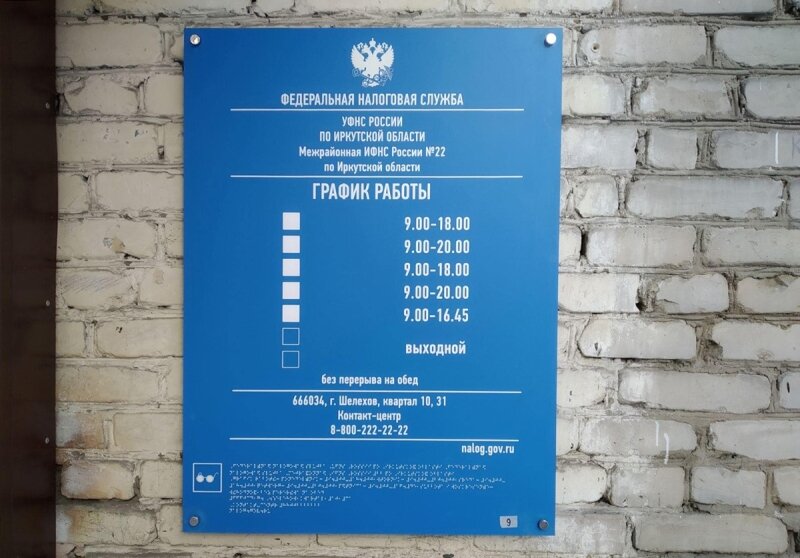 ФЕДЕРАЛЬНАЯ НАЛОГОВАЯ СЛУЖБА
УФНС РОССИИ
ПО ИРКУТСКОЙ ОБЛАСТИ
Межрайонная ИФНС России №22
по Иркутской области
ГРАФИК РАБОТЫ
9.00-18.00
9.00-20.00
9.00-18.00
9.00-20.00
9.00-16.45
выходной
без перерыва на обед
666034, г. Шелехов, квартал 10, 31
Контакт-центр
8-800-222-22-22
nalog.gov.ru
9